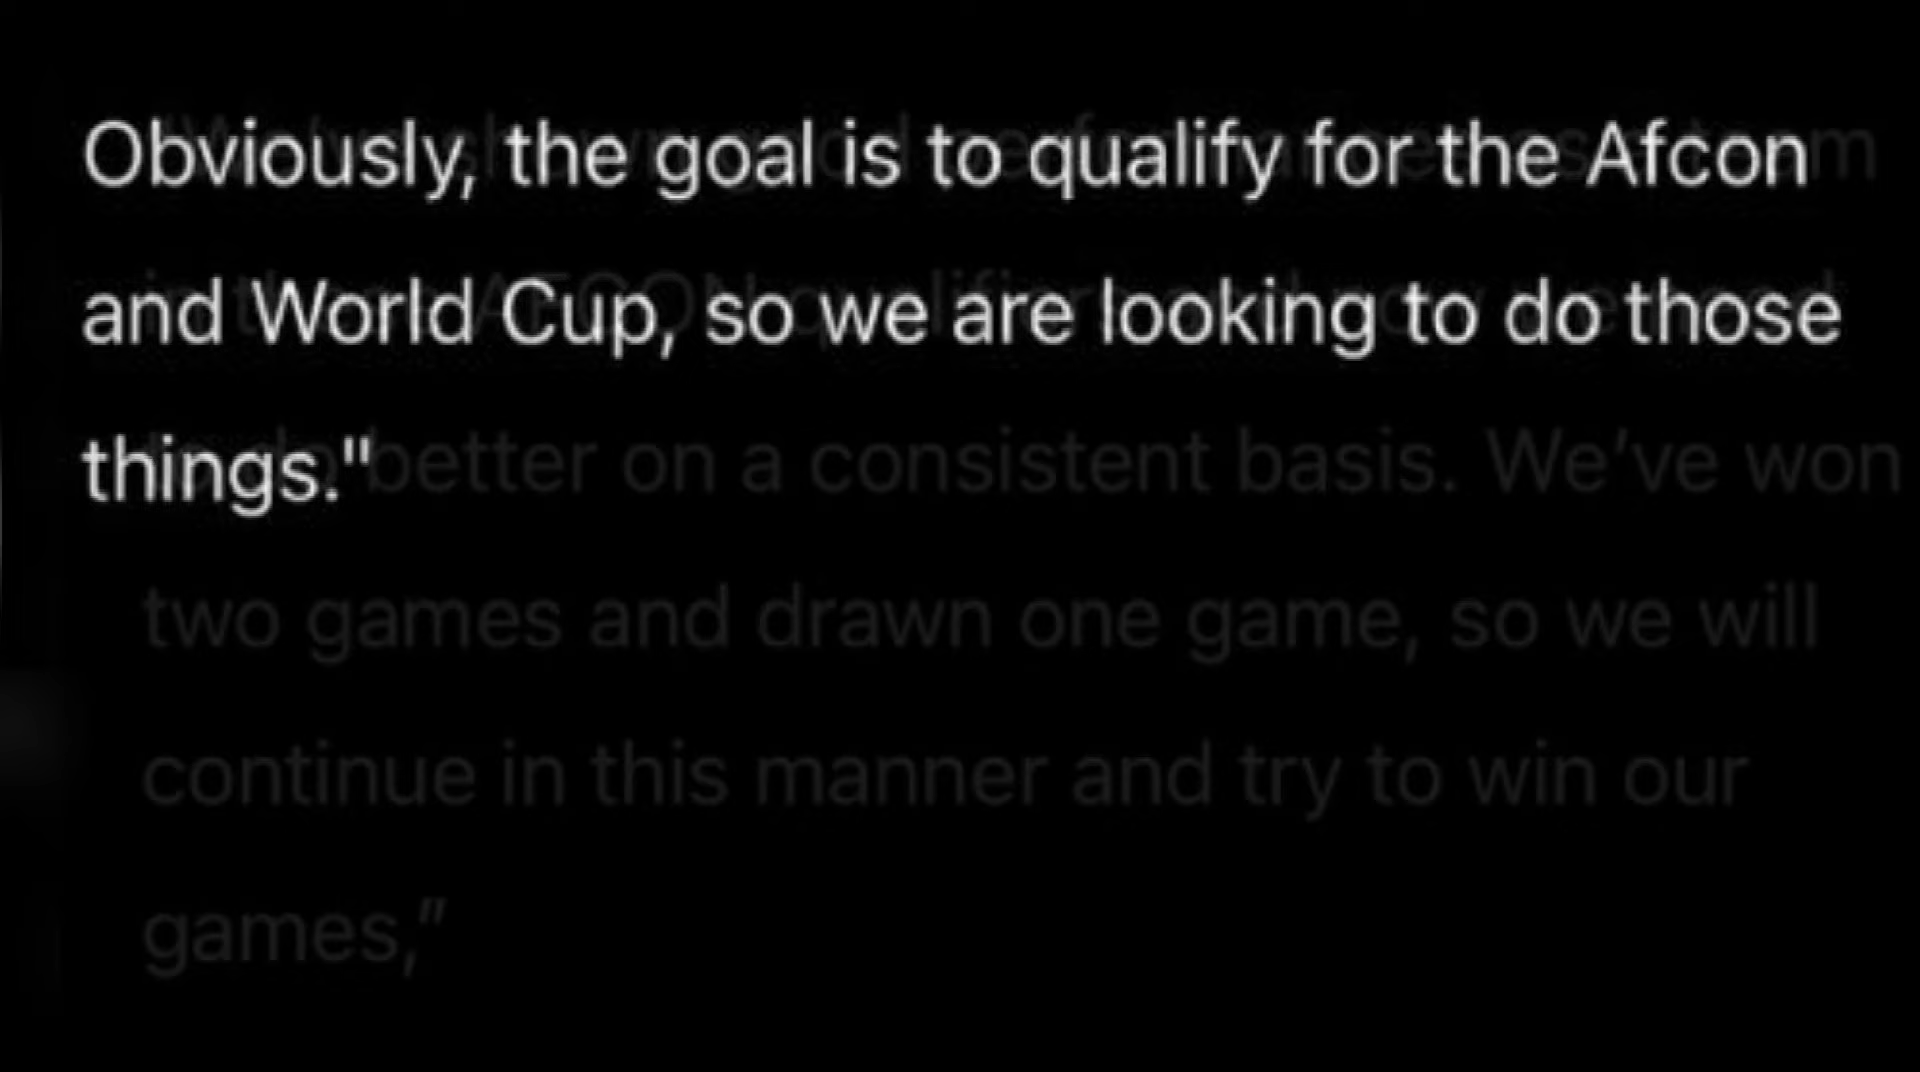 Obviously, the goal is to qualify for the Afcon
and World Cup, so we are looking to do those
things."
better on a consistent basis. We've won
two games and drawn one game, so we will
continue in this manner and try to win our
games,”